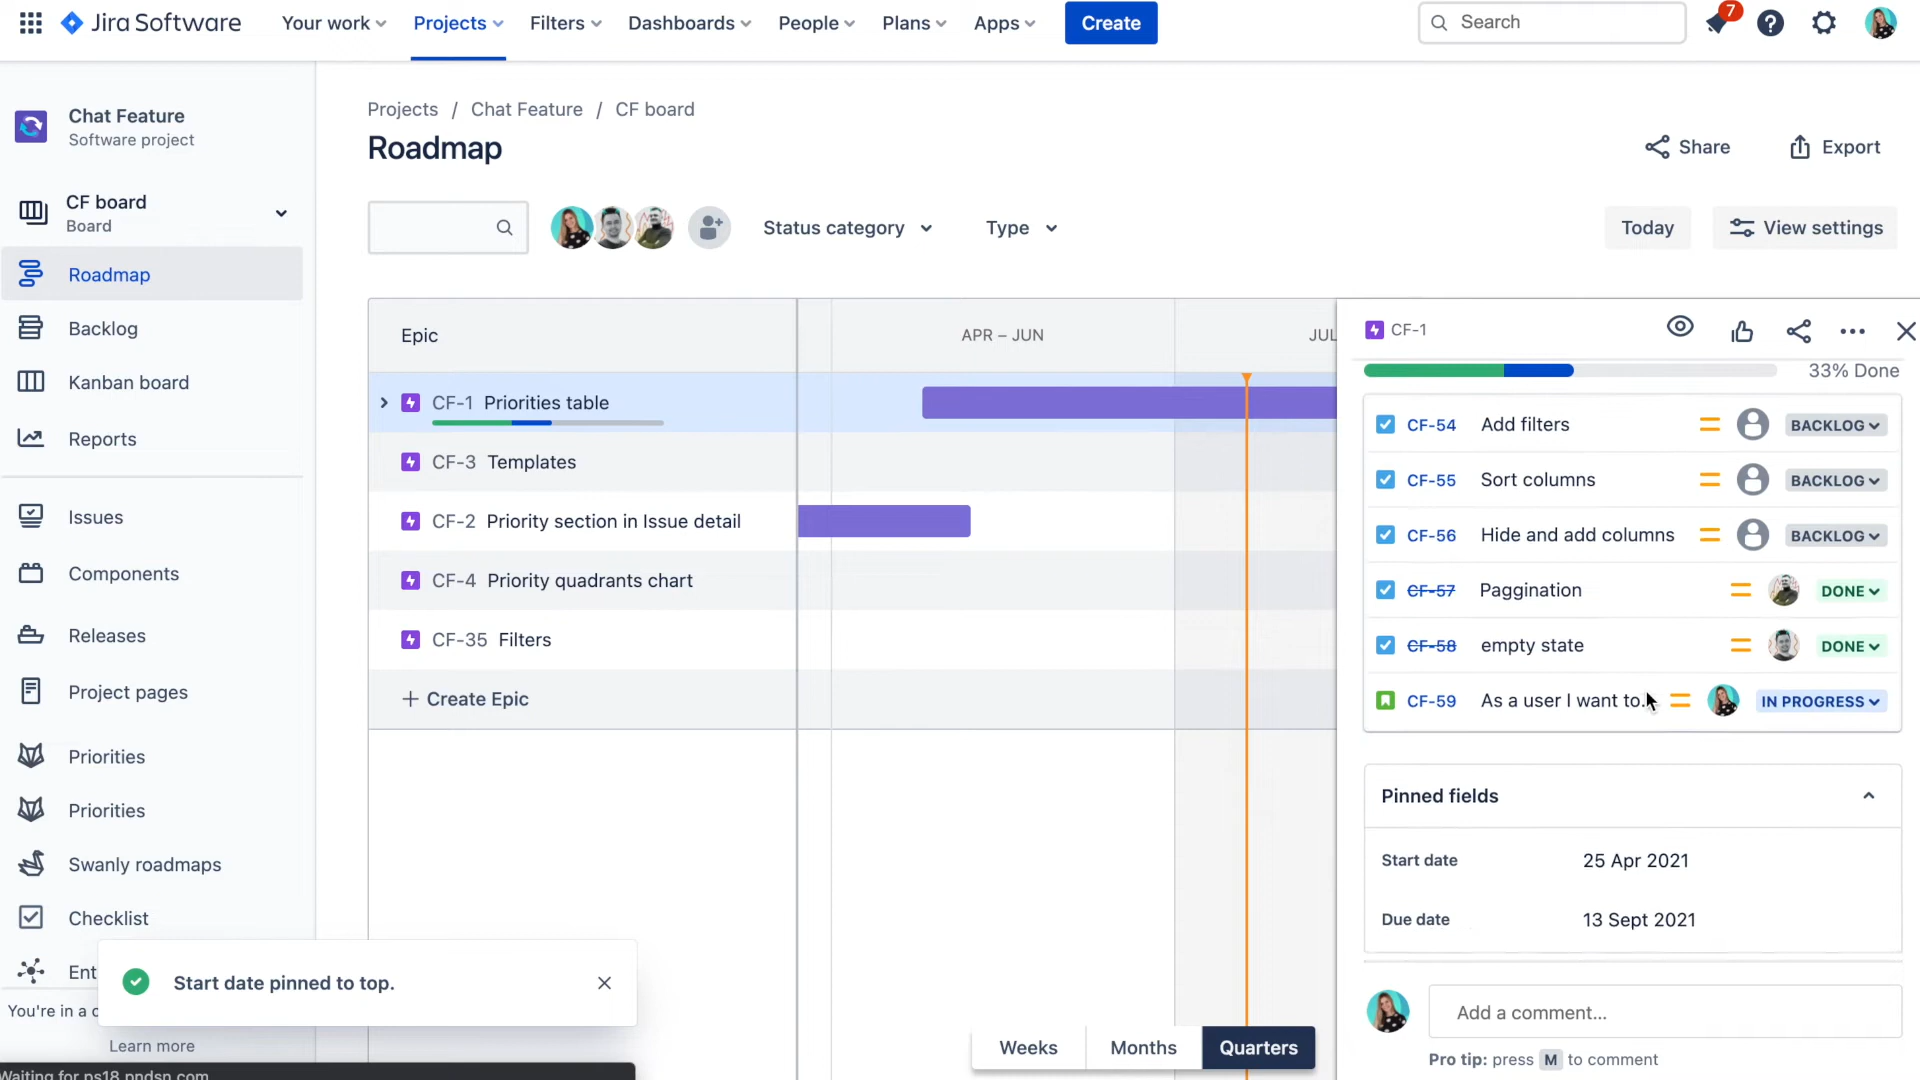 Jira Software
Your work
Projects
Filters
Dashboards
People
Plans
Apps
Create
Search
7
Chat Feature
Software project
CF board
Board
Roadmap
Backlog
Kanban board
Reports
Issues
Components
Releases
Project pages
Priorities
Priorities
Swanly roadmaps
Checklist
Ent
You're in a c
Learn more
Waiting for ps18.pndsn.com
Projects / Chat Feature / CF board
Roadmap
Share
Export
Status category
Type
Today
View settings
Epic
APR – JUN
JUL
CF-1 Priorities table
CF-3 Templates
CF-2 Priority section in Issue detail
CF-4 Priority quadrants chart
CF-35 Filters
+ Create Epic
CF-1
33% Done
CF-54 Add filters BACKLOG
CF-55 Sort columns BACKLOG
CF-56 Hide and add columns BACKLOG
CF-57 Paggination DONE
CF-58 empty state DONE
CF-59 As a user I want to... IN PROGRESS
Pinned fields
Start date 25 Apr 2021
Due date 13 Sept 2021
Add a comment...
Pro tip: press M to comment
Start date pinned to top.
Weeks
Months
Quarters